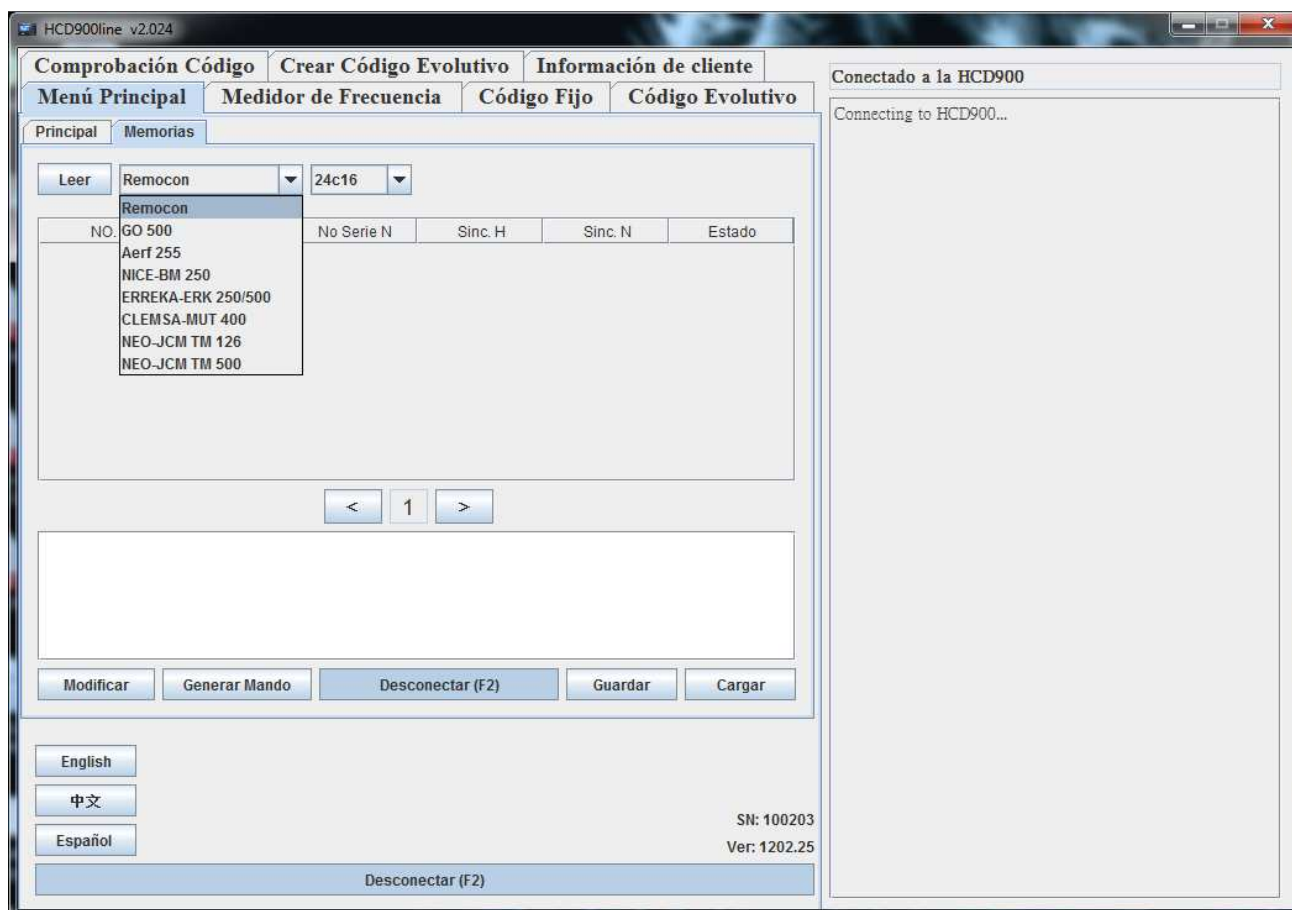 HCD900line v2.024
Comprobación Código Crear Código Evolutivo Información de cliente
Menú Principal Medidor de Frecuencia Código Fijo Código Evolutivo
Principal Memorias
Leer Remocon 24c16
Remocon
NO. GO 500 No Serie N Sinc. H Sinc. N Estado
Aerf 255
NICE-BM 250
ERREKA-ERK 250/500
CLEMSA-MUT 400
NEO-JCM TM 126
NEO-JCM TM 500
< 1 >
Modificar Generar Mando Desconectar (F2) Guardar Cargar
English
中文
Español
SN: 100203
Ver: 1202.25
Desconectar (F2)
Conectado a la HCD900
Connecting to HCD900...